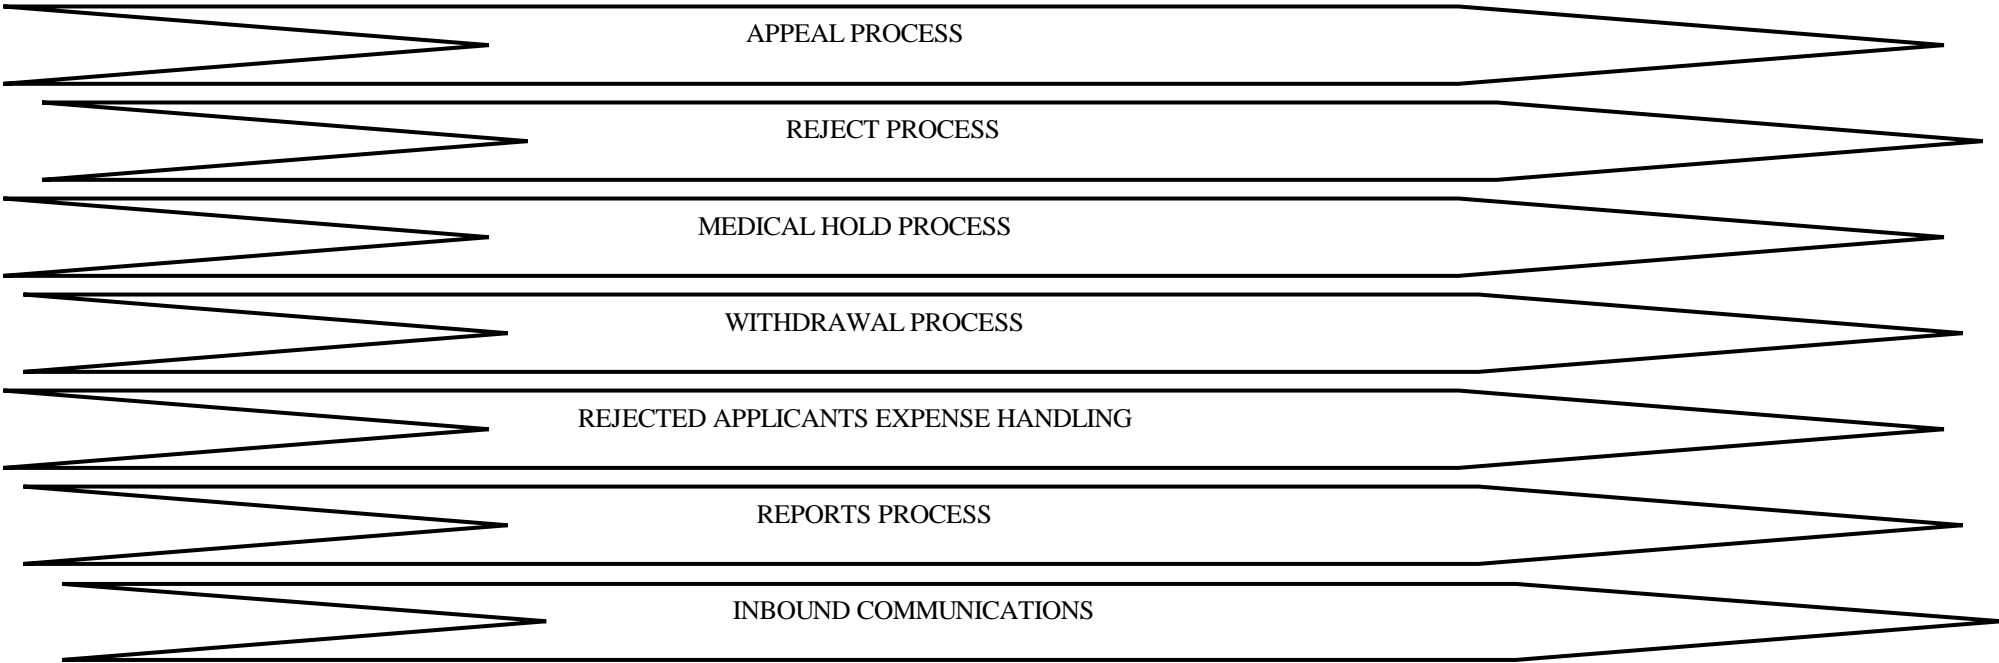 APPEAL PROCESS
REJECT PROCESS
MEDICAL HOLD PROCESS
WITHDRAWAL PROCESS
REJECTED APPLICANTS EXPENSE HANDLING
REPORTS PROCESS
INBOUND COMMUNICATIONS